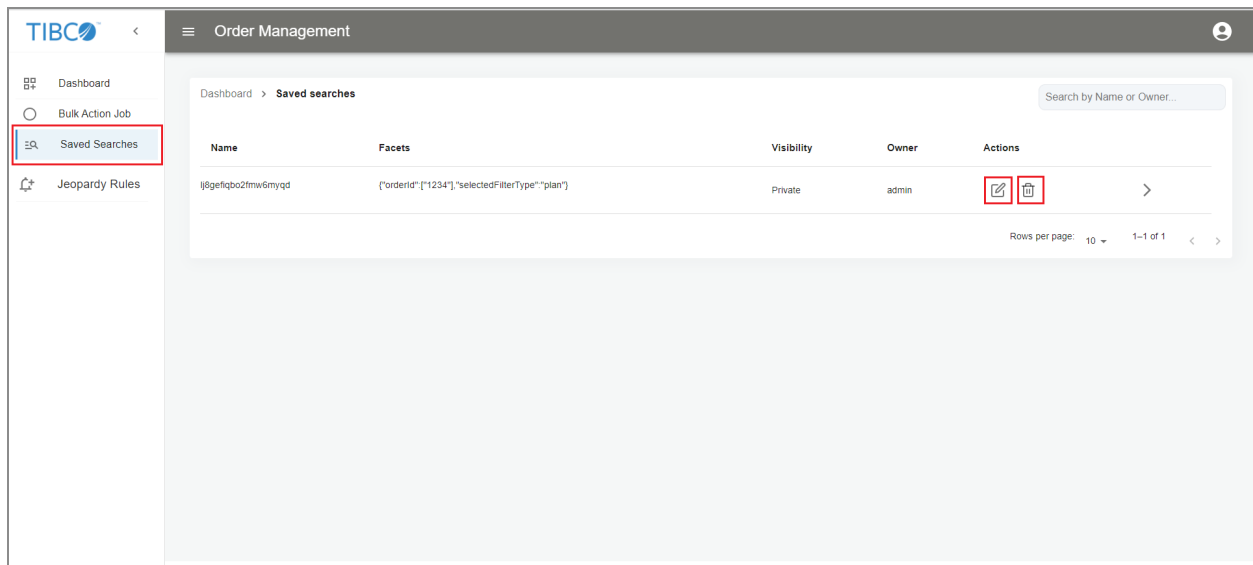 TIBCO
Order Management
Dashboard
Bulk Action Job
Saved Searches
Jeopardy Rules
Dashboard > Saved searches
Search by Name or Owner...
Name Facets Visibility Owner Actions
lj8gefiqbo2fmw6myqd {"orderId":["1234"],"selectedFilterType":"plan"} Private admin
Rows per page: 10 1–1 of 1